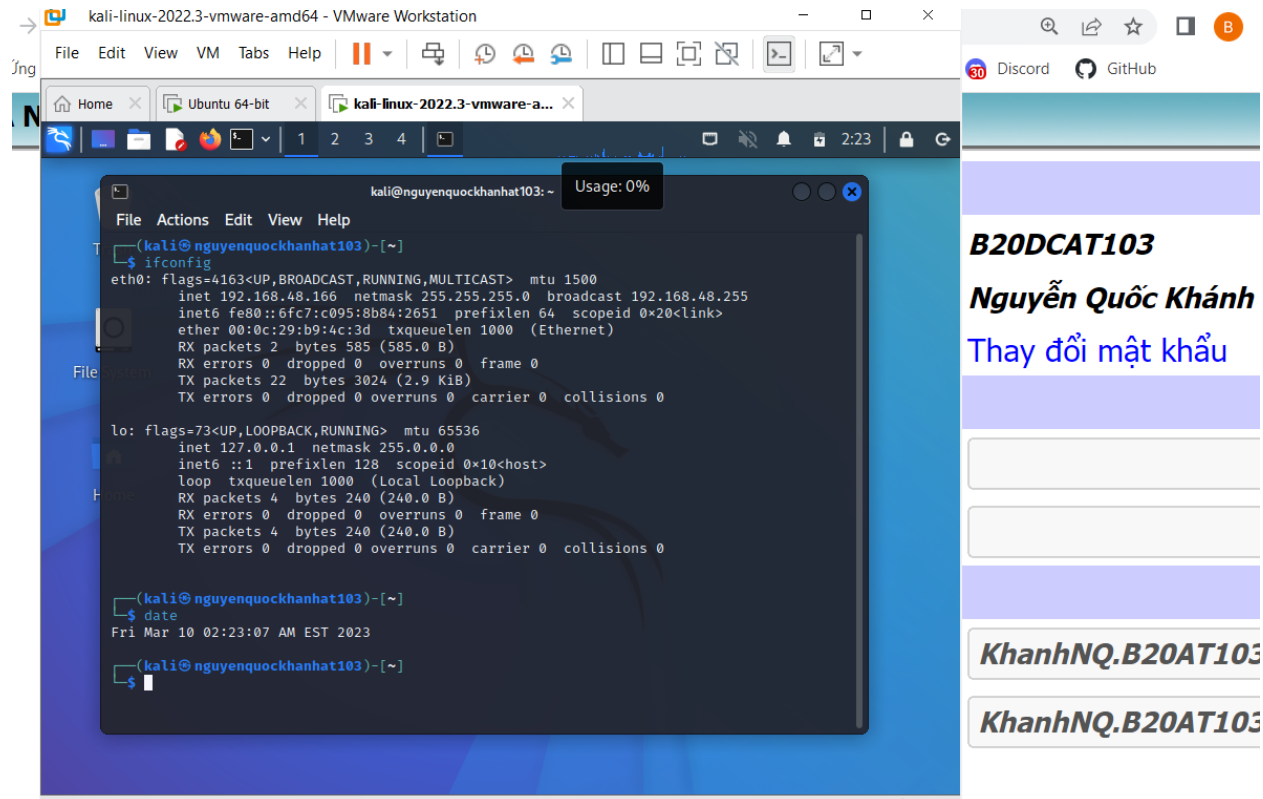 kali-linux-2022.3-vmware-amd64 - VMware Workstation
File Edit View VM Tabs Help
Home
Ubuntu 64-bit
kali-linux-2022.3-vmware-a...
1 2 3 4
2:23
kali@nguyenquockhanhat103: ~
Usage: 0%
File Actions Edit View Help
┌──(kali㉿nguyenquockhanhat103)-[~]
└─$ ifconfig
eth0: flags=4163<UP,BROADCAST,RUNNING,MULTICAST>  mtu 1500
inet 192.168.48.166  netmask 255.255.255.0  broadcast 192.168.48.255
inet6 fe80::6fc7:c095:8b84:2651  prefixlen 64  scopeid 0×20<link>
ether 00:0c:29:b9:4c:3d  txqueuelen 1000  (Ethernet)
RX packets 2  bytes 585 (585.0 B)
RX errors 0  dropped 0  overruns 0  frame 0
TX packets 22  bytes 3024 (2.9 KiB)
TX errors 0  dropped 0 overruns 0  carrier 0  collisions 0
lo: flags=73<UP,LOOPBACK,RUNNING>  mtu 65536
inet 127.0.0.1  netmask 255.0.0.0
inet6 ::1  prefixlen 128  scopeid 0×10<host>
loop  txqueuelen 1000  (Local Loopback)
RX packets 4  bytes 240 (240.0 B)
RX errors 0  dropped 0  overruns 0  frame 0
TX packets 4  bytes 240 (240.0 B)
TX errors 0  dropped 0 overruns 0  carrier 0  collisions 0
┌──(kali㉿nguyenquockhanhat103)-[~]
└─$ date
Fri Mar 10 02:23:07 AM EST 2023
┌──(kali㉿nguyenquockhanhat103)-[~]
└─$
File System
Home
B
30 Discord GitHub
B20DCAT103
Nguyễn Quốc Khánh
Thay đổi mật khẩu
KhanhNQ.B20AT103
KhanhNQ.B20AT103